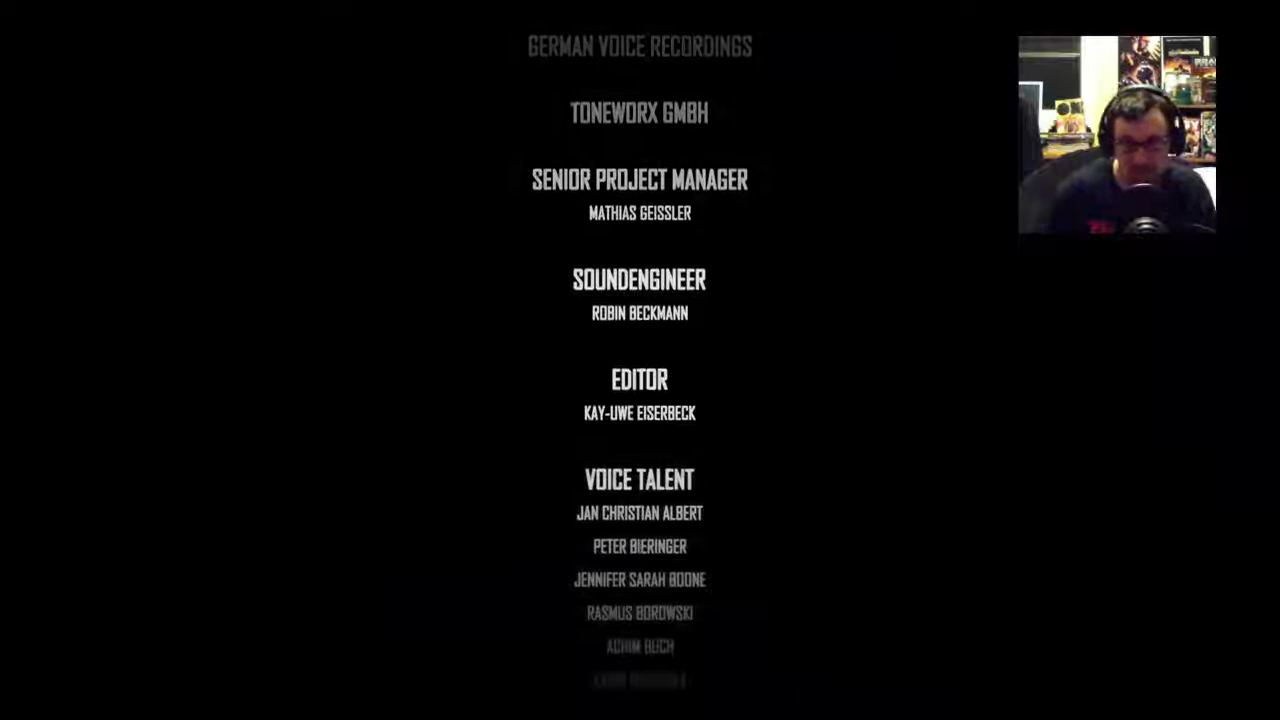 GERMAN VOICE RECORDINGS
TONEWORX GMBH
SENIOR PROJECT MANAGER
MATHIAS GEISSLER
SOUNDENGINEER
ROBIN BECKMANN
EDITOR
KAY-UWE EISERBECK
VOICE TALENT
JAN CHRISTIAN ALBERT
PETER BIERINGER
JENNIFER SARAH BOONE
RASMUS BOROWSKI
ACHIM BUCH